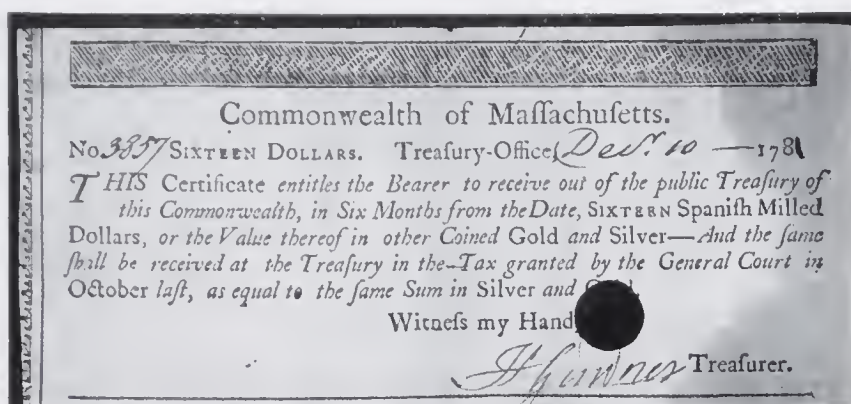 Commonwealth of Maſſachuſetts.
No 3857 SIXTEEN DOLLARS. Treaſury-Office, Decr. 10 —1781
THIS Certificate entitles the Bearer to receive out of the public Treaſury of
this Commonwealth, in Six Months from the Date, SIXTEEN Spaniſh Milled
Dollars, or the Value thereof in other Coined Gold and Silver—And the ſame
ſhall be received at the Treaſury in the Tax granted by the General Court in
October laſt, as equal to the ſame Sum in Silver and
Witneſs my Hand,
Treaſurer.